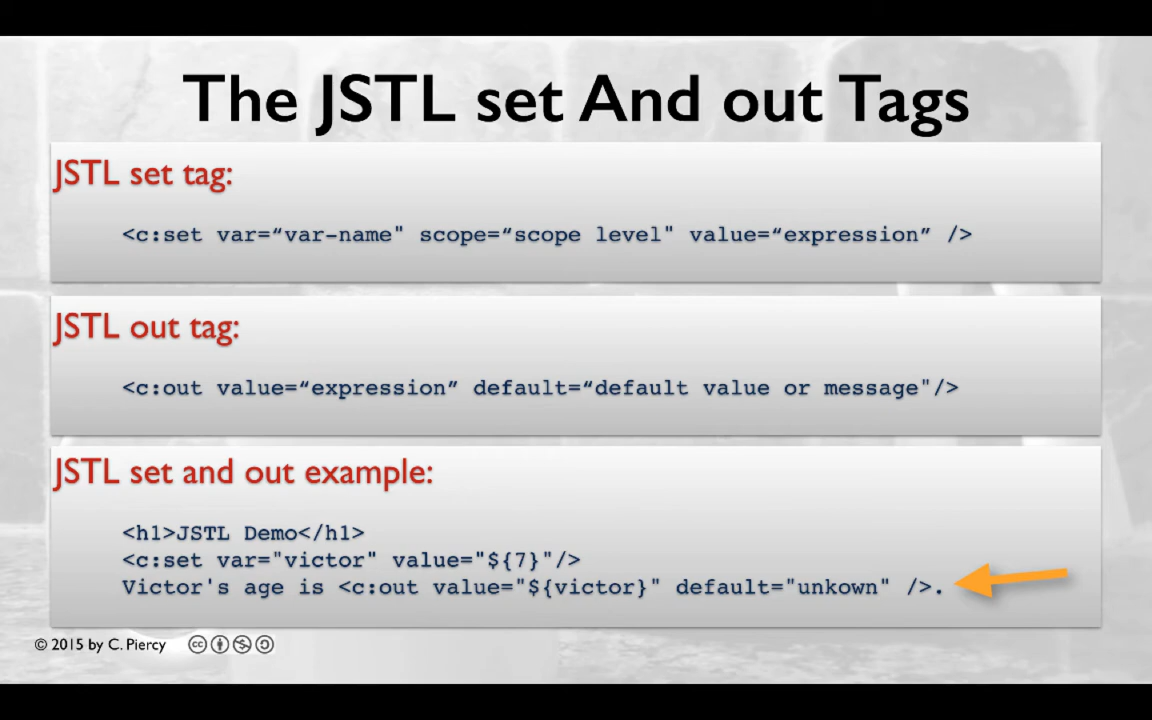 The JSTL set And out Tags
JSTL set tag:
<c:set var=“var-name" scope=“scope level" value=“expression” />
JSTL out tag:
<c:out value=“expression” default=“default value or message"/>
JSTL set and out example:
<h1>JSTL Demo</h1>
<c:set var="victor" value="${7}"/>
Victor's age is <c:out value="${victor}" default="unkown" />.
© 2015 by C. Piercy
cc